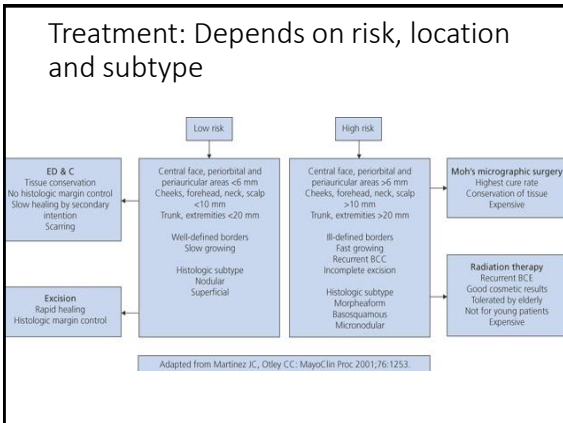 Treatment: Depends on risk, location
and subtype
Low risk
High risk
ED & C
Tissue conservation
No histologic margin control
Slow healing by secondary
intention
Scarring
Excision
Rapid healing
Histologic margin control
Central face, periorbital and
periauricular areas <6 mm
Cheeks, forehead, neck, scalp
<10 mm
Trunk, extremities <20 mm
Well-defined borders
Slow growing
Histologic subtype
Nodular
Superficial
Central face, periorbital and
periauricular areas >6 mm
Cheeks, forehead, neck, scalp
>10 mm
Trunk, extremities >20 mm
Ill-defined borders
Fast growing
Recurrent BCC
Incomplete excision
Histologic subtype
Morpheaform
Basosquamous
Micronodular
Moh's micrographic surgery
Highest cure rate
Conservation of tissue
Expensive
Radiation therapy
Recurrent BCE
Good cosmetic results
Tolerated by elderly
Not for young patients
Expensive
Adapted from Martinez JC, Otley CC: MayoClin Proc 2001;76:1253.